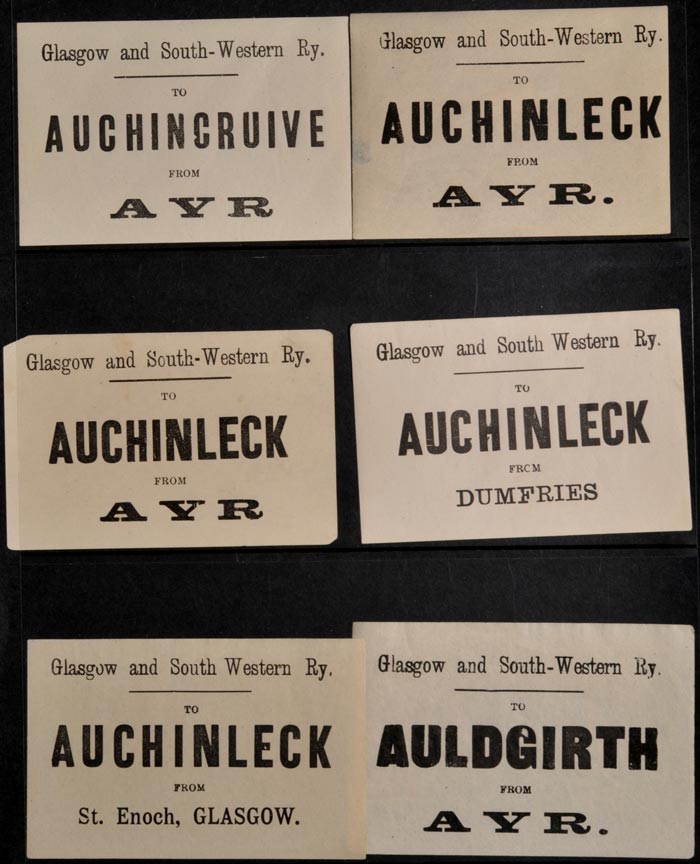 Glasgow and South-Western Ry.
TO
AUCHINCRUIVE
FROM
AYR
Glasgow and South-Western Ry.
TO
AUCHINLECK
FROM
AYR.
Glasgow and South-Western Ry.
TO
AUCHINLECK
FROM
AYR
Glasgow and South Western Ry.
TO
AUCHINLECK
FRCM
DUMFRIES
Glasgow and South Western Ry.
TO
AUCHINLECK
FROM
St. Enoch, GLASGOW.
Glasgow and South-Western Ry.
TO
AULDGIRTH
FROM
AYR.